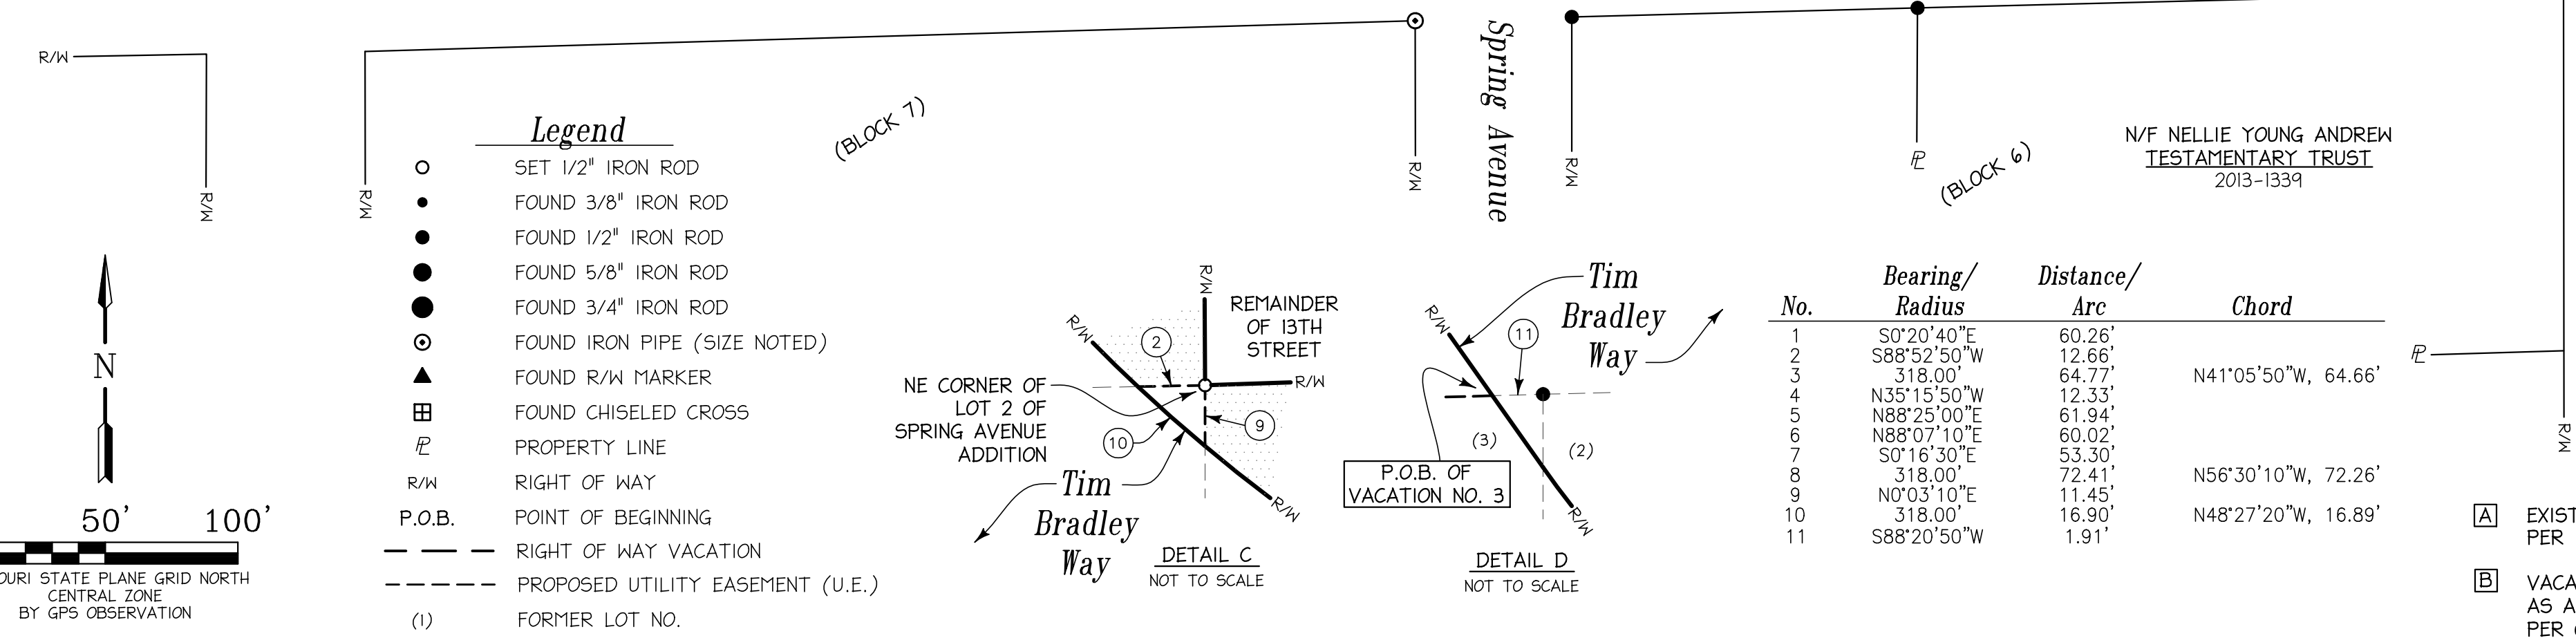 R/W
R/W
R/W
(BLOCK 7)
R/W
Spring Avenue
R/W
PL
(BLOCK 6)
N/F NELLIE YOUNG ANDREW
TESTAMENTARY TRUST
2013-1339
PL
R/W
N
50' 100'
OURI STATE PLANE GRID NORTH
CENTRAL ZONE
BY GPS OBSERVATION
Legend
SET 1/2" IRON ROD
FOUND 3/8" IRON ROD
FOUND 1/2" IRON ROD
FOUND 5/8" IRON ROD
FOUND 3/4" IRON ROD
FOUND IRON PIPE (SIZE NOTED)
FOUND R/W MARKER
FOUND CHISELED CROSS
PL PROPERTY LINE
R/W RIGHT OF WAY
P.O.B. POINT OF BEGINNING
RIGHT OF WAY VACATION
PROPOSED UTILITY EASEMENT (U.E.)
(1) FORMER LOT NO.
R/W
R/W
2
REMAINDER
OF 13TH
STREET
R/W
NE CORNER OF
LOT 2 OF
SPRING AVENUE
ADDITION
10
9
R/W
Tim
Bradley
Way
DETAIL C
NOT TO SCALE
R/W
11
Tim
Bradley
Way
(3)
(2)
P.O.B. OF
VACATION NO. 3
R/W
DETAIL D
NOT TO SCALE
Bearing/ Distance/
No. Radius Arc Chord
1 S0°20'40"E 60.26'
2 S88°52'50"W 12.66'
3 318.00' 64.77' N41°05'50"W, 64.66'
4 N35°15'50"W 12.33'
5 N88°25'00"E 61.94'
6 N88°07'10"E 60.02'
7 S0°16'30"E 53.30'
8 318.00' 72.41' N56°30'10"W, 72.26'
9 N0°03'10"E 11.45'
10 318.00' 16.90' N48°27'20"W, 16.89'
11 S88°20'50"W 1.91'
A EXIST
PER
B VACA
AS A
PER